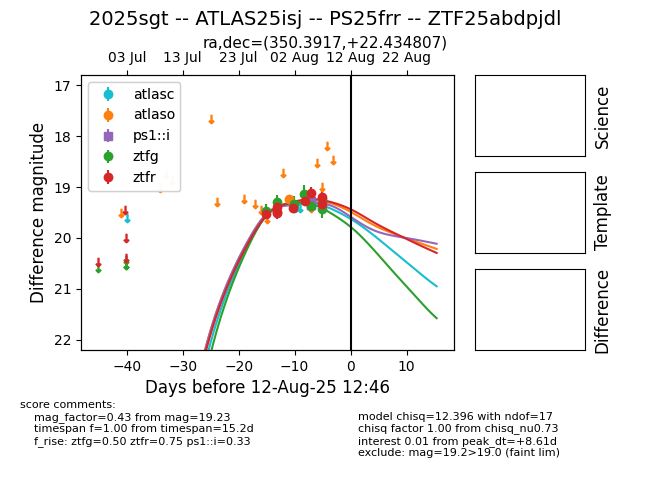 2025sgt -- ATLAS25isj -- PS25frr -- ZTF25abdpjdl
ra,dec=(350.3917,+22.434807)
03 Jul 13 Jul 23 Jul 02 Aug 12 Aug 22 Aug
atlasc
atlaso
ps1::i
ztfg
ztfr
17
18
19
20
21
22
Difference magnitude
−40 −30 −20 −10 0 10
Days before 12-Aug-25 12:46
Science
Template
Difference
score comments:
mag_factor=0.43 from mag=19.23
timespan f=1.00 from timespan=15.2d
f_rise: ztfg=0.50 ztfr=0.75 ps1::i=0.33
model chisq=12.396 with ndof=17
chisq factor 1.00 from chisq_nu0.73
interest 0.01 from peak_dt=+8.61d
exclude: mag=19.2>19.0 (faint lim)